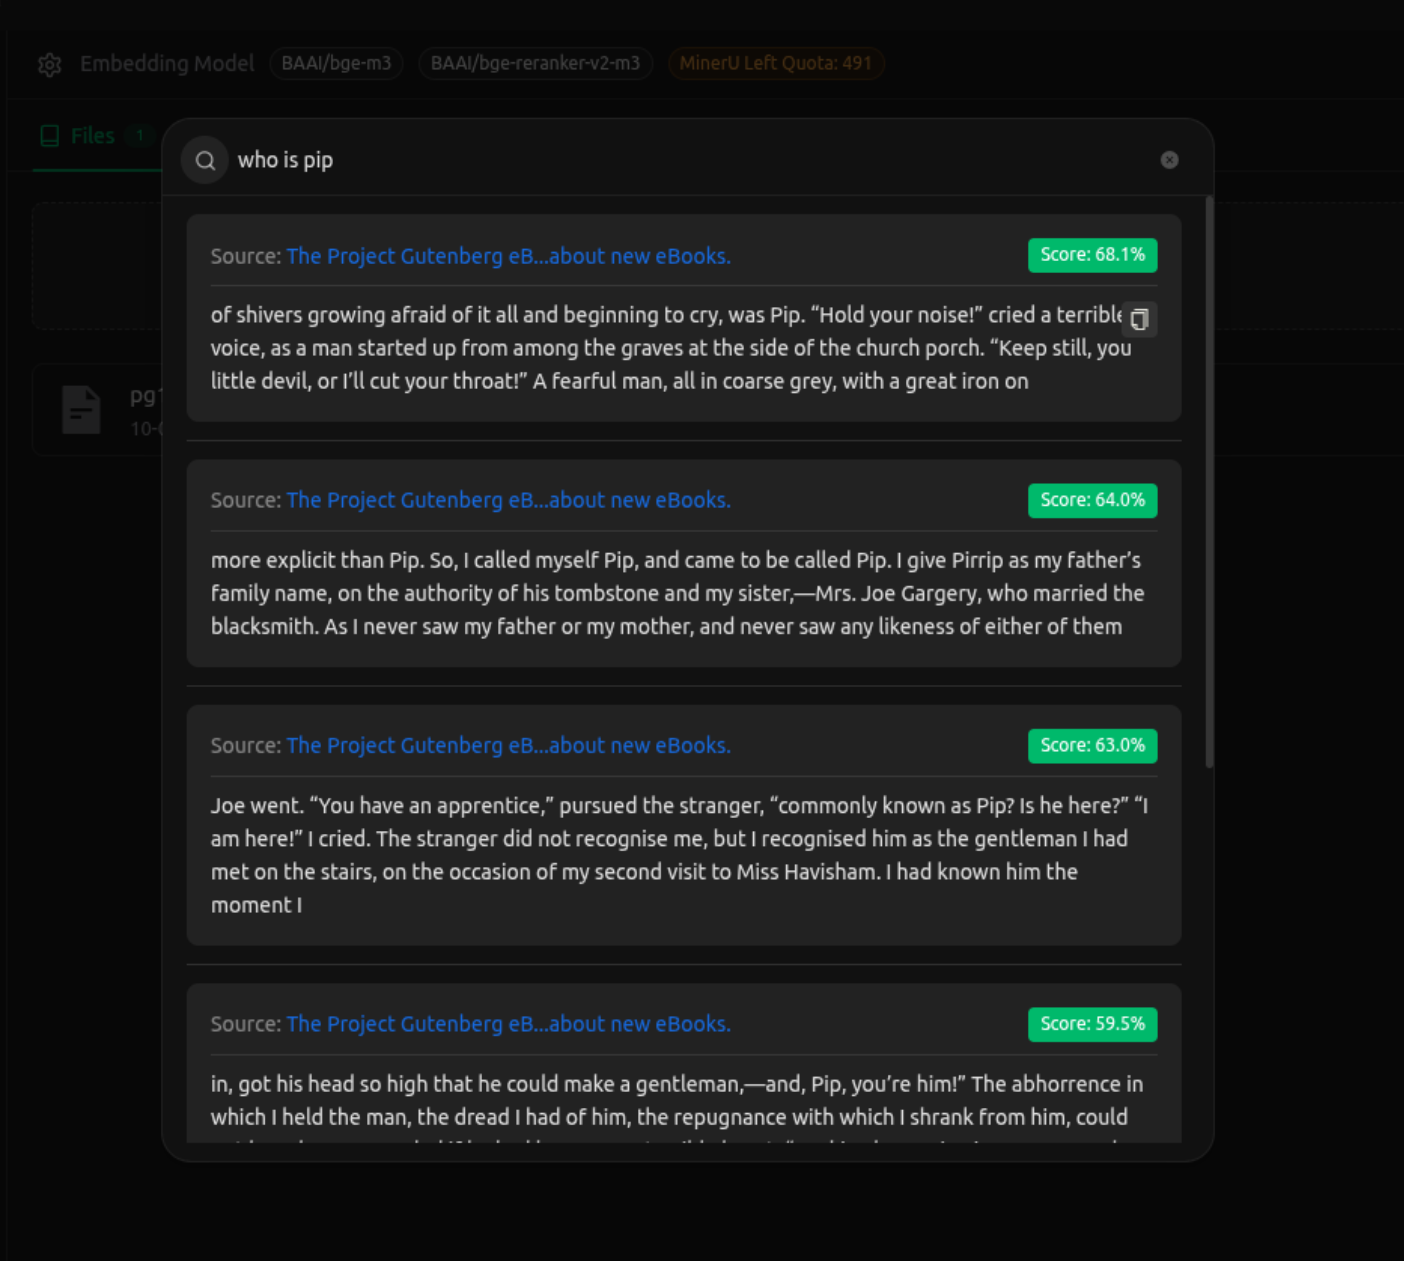 Embedding Model BAAI/bge-m3 BAAI/bge-reranker-v2-m3 MinerU Left Quota: 491
Files 1
who is pip
Source: The Project Gutenberg eB...about new eBooks. Score: 68.1%
of shivers growing afraid of it all and beginning to cry, was Pip. “Hold your noise!” cried a terrible
voice, as a man started up from among the graves at the side of the church porch. “Keep still, you
little devil, or I’ll cut your throat!” A fearful man, all in coarse grey, with a great iron on
Source: The Project Gutenberg eB...about new eBooks. Score: 64.0%
more explicit than Pip. So, I called myself Pip, and came to be called Pip. I give Pirrip as my father’s
family name, on the authority of his tombstone and my sister,—Mrs. Joe Gargery, who married the
blacksmith. As I never saw my father or my mother, and never saw any likeness of either of them
Source: The Project Gutenberg eB...about new eBooks. Score: 63.0%
Joe went. “You have an apprentice,” pursued the stranger, “commonly known as Pip? Is he here?” “I
am here!” I cried. The stranger did not recognise me, but I recognised him as the gentleman I had
met on the stairs, on the occasion of my second visit to Miss Havisham. I had known him the
moment I
Source: The Project Gutenberg eB...about new eBooks. Score: 59.5%
in, got his head so high that he could make a gentleman,—and, Pip, you’re him!” The abhorrence in
which I held the man, the dread I had of him, the repugnance with which I shrank from him, could